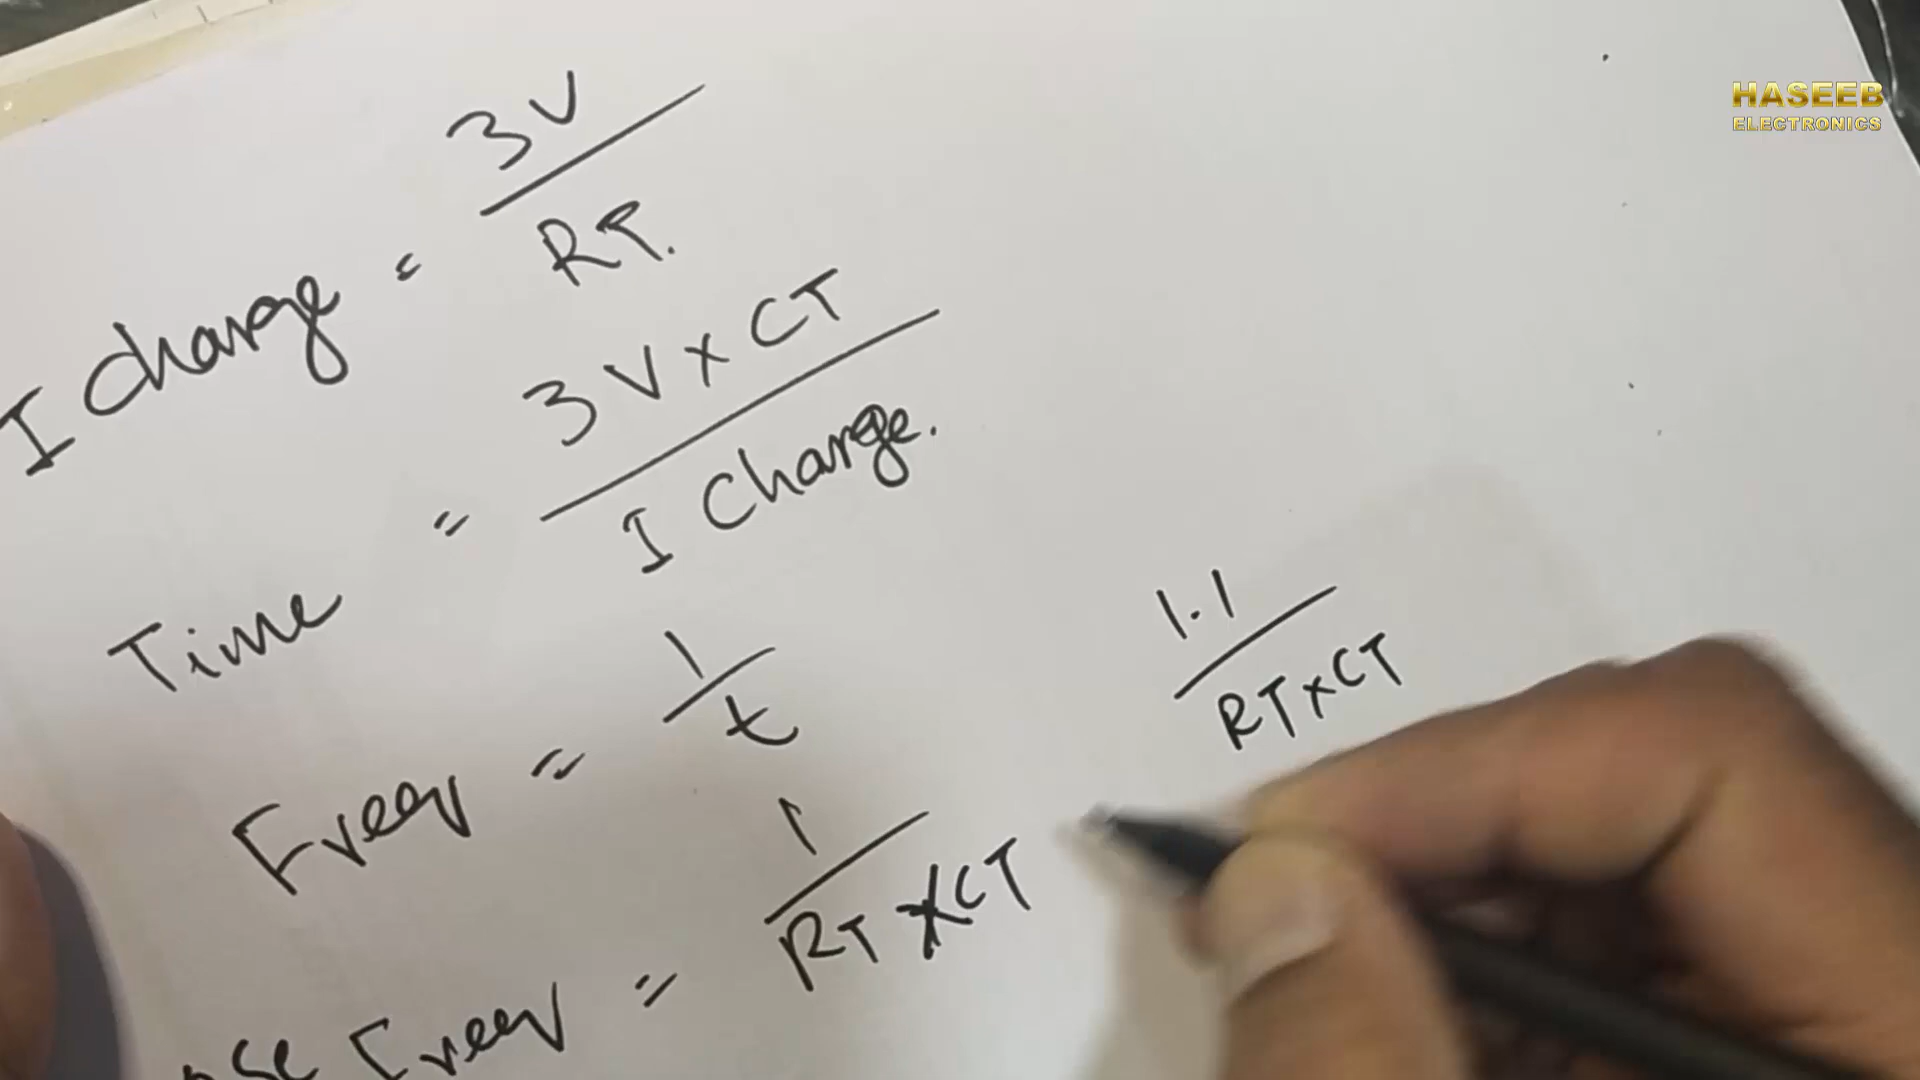 HASEEB
ELECTRONICS
I charge = 3V / RT.
Time = 3V x CT / I charge.
Freq = 1 / t
1.1 / RT x CT
Freq = 1 / RT x CT